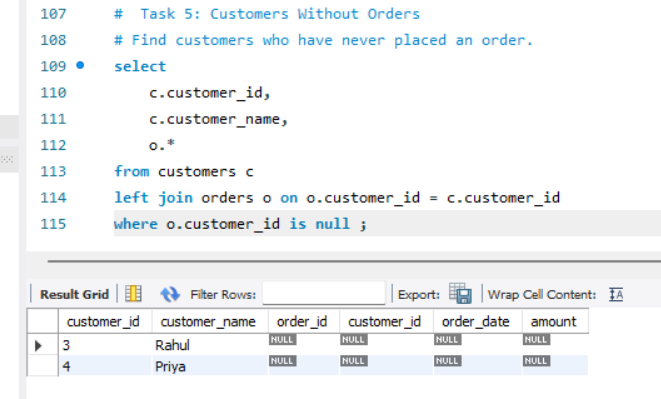 107 #  Task 5: Customers Without Orders
108 # Find customers who have never placed an order.
109 select
110 c.customer_id,
111 c.customer_name,
112 o.*
113 from customers c
114 left join orders o on o.customer_id = c.customer_id
115 where o.customer_id is null ;
Result Grid Filter Rows: Export: Wrap Cell Content: IA
customer_id customer_name order_id customer_id order_date amount
3 Rahul NULL NULL NULL NULL
4 Priya NULL NULL NULL NULL